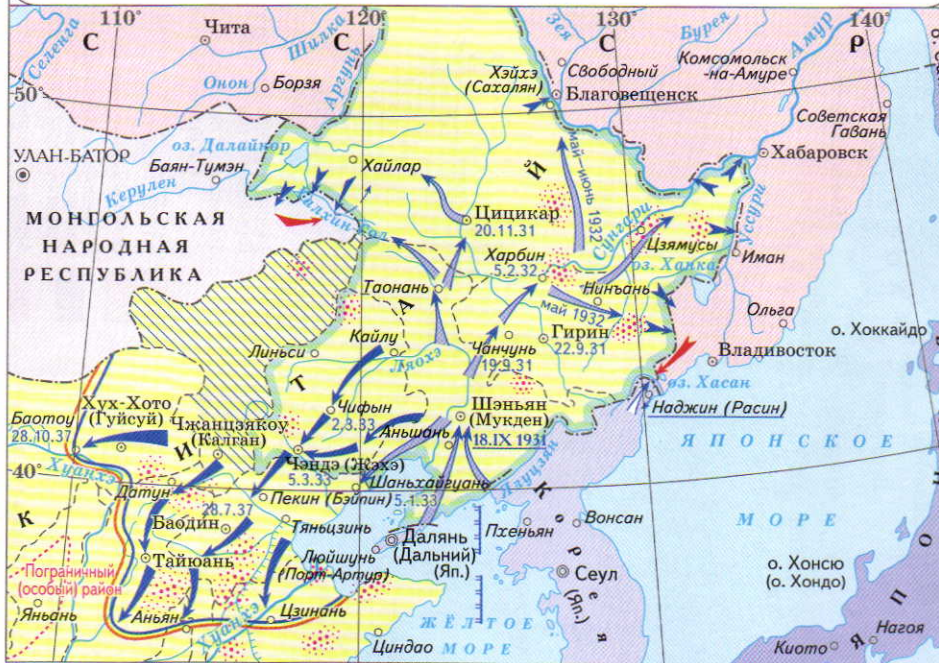 110°
120°
130°
140°
С С С Р
Селенга
Чита
Шилка
Аргунь
Онон
Борзя
Зея
Бурея
Амур
Хэйхэ
(Сахалян)
Свободный
Благовещенск
Комсомольск
-на-Амуре
Советская
Гавань
50°
Хабаровск
УЛАН-БАТОР
оз. Далайнор
Баян-Тумэн
Хайлар
Керулен
Халхин-Гол
МОНГОЛЬСКАЯ
НАРОДНАЯ
РЕСПУБЛИКА
май июнь 1932
Цицикар
20.11.31
Сунгари
Уссури
Цзямусы
Харбин
5.2.32
оз. Ханка
Иман
Таонань
Нинъань
май 1932
Гирин
22.9.31
Ольга
о. Хоккайдо
Линьси
Кайлу
Ляохэ
Чанчунь
19.9.31
Владивосток
оз. Хасан
Наджин (Расин)
К И Т А Й
Чифын
2.3.33
Шэньян
(Мукден)
18.IX 1931
Аньшань
Баотоу
28.10.37
Хух-Хото
(Гуйсуй)
Чжанцзякоу
(Калган)
Чэндэ (Жэхэ)
5.3.33
Шаньхайгуань
5.1.33
Ялуцзян
ЯПОНСКОЕ
МОРЕ
Хуанхэ
40°
Датун
Пекин (Бэйпин)
28.7.37
Баодин
Тяньцзинь
Далянь
(Дальний)
(Яп.)
Пхеньян
Вонсан
Корея
(Яп.)
Тайюань
Люйшунь
(Порт-Артур)
Сеул
о. Хонсю
(о. Хондо)
Пограничный
(особый) район
Яньань
Аньян
Хуанхэ
Цзинань
ЖЁЛТОЕ
МОРЕ
Циндао
Киото
Нагоя
ЯПОН